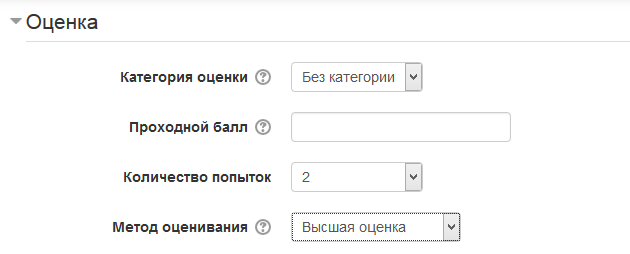 Оценка
Категория оценки Без категории
Проходной балл
Количество попыток 2
Метод оценивания Высшая оценка